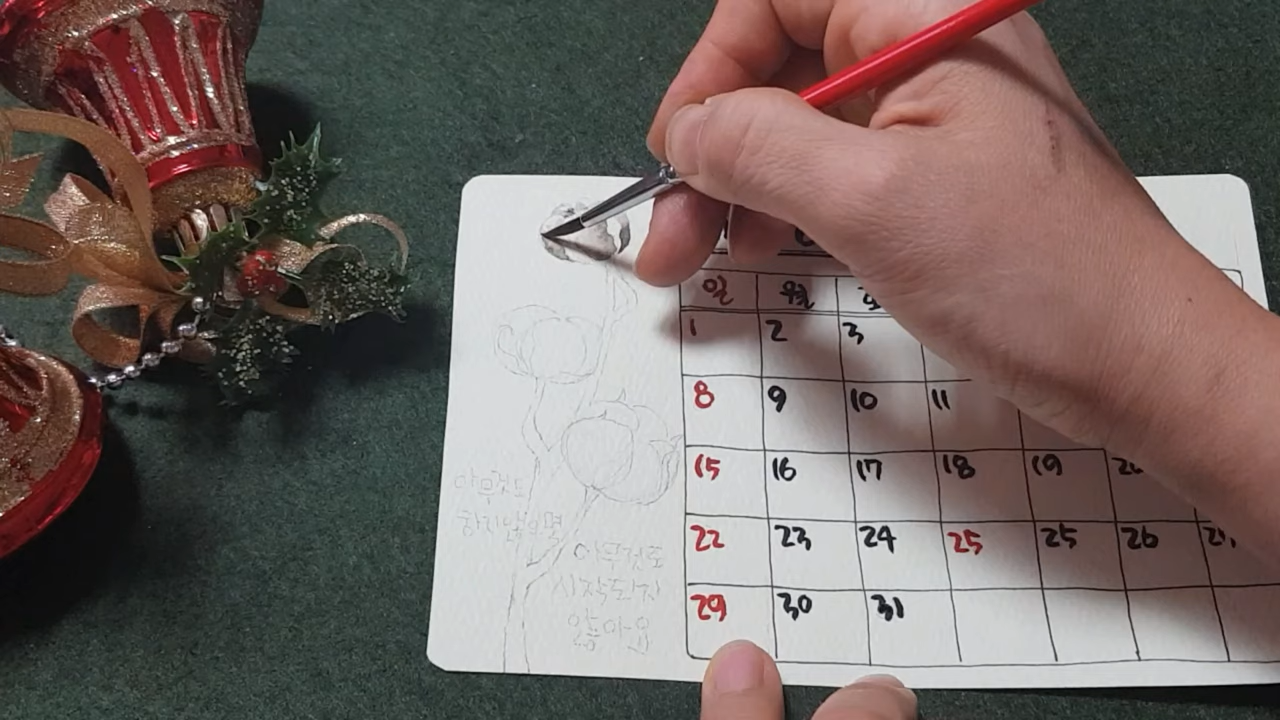 일 월
1 2 3
8 9 10 11
15 16 17 18 19
22 23 24 25 25 26
29 30 31
아무것도
하지않으면
아무것도
시작되지
않아요